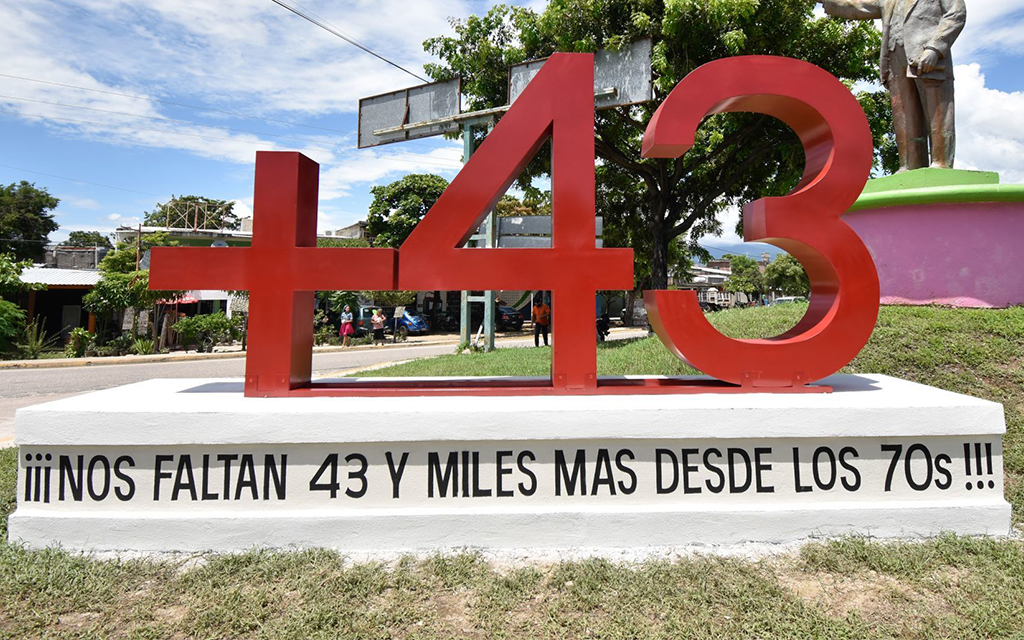 +43
¡¡¡NOS FALTAN 43 Y MILES MAS DESDE LOS 70s!!!